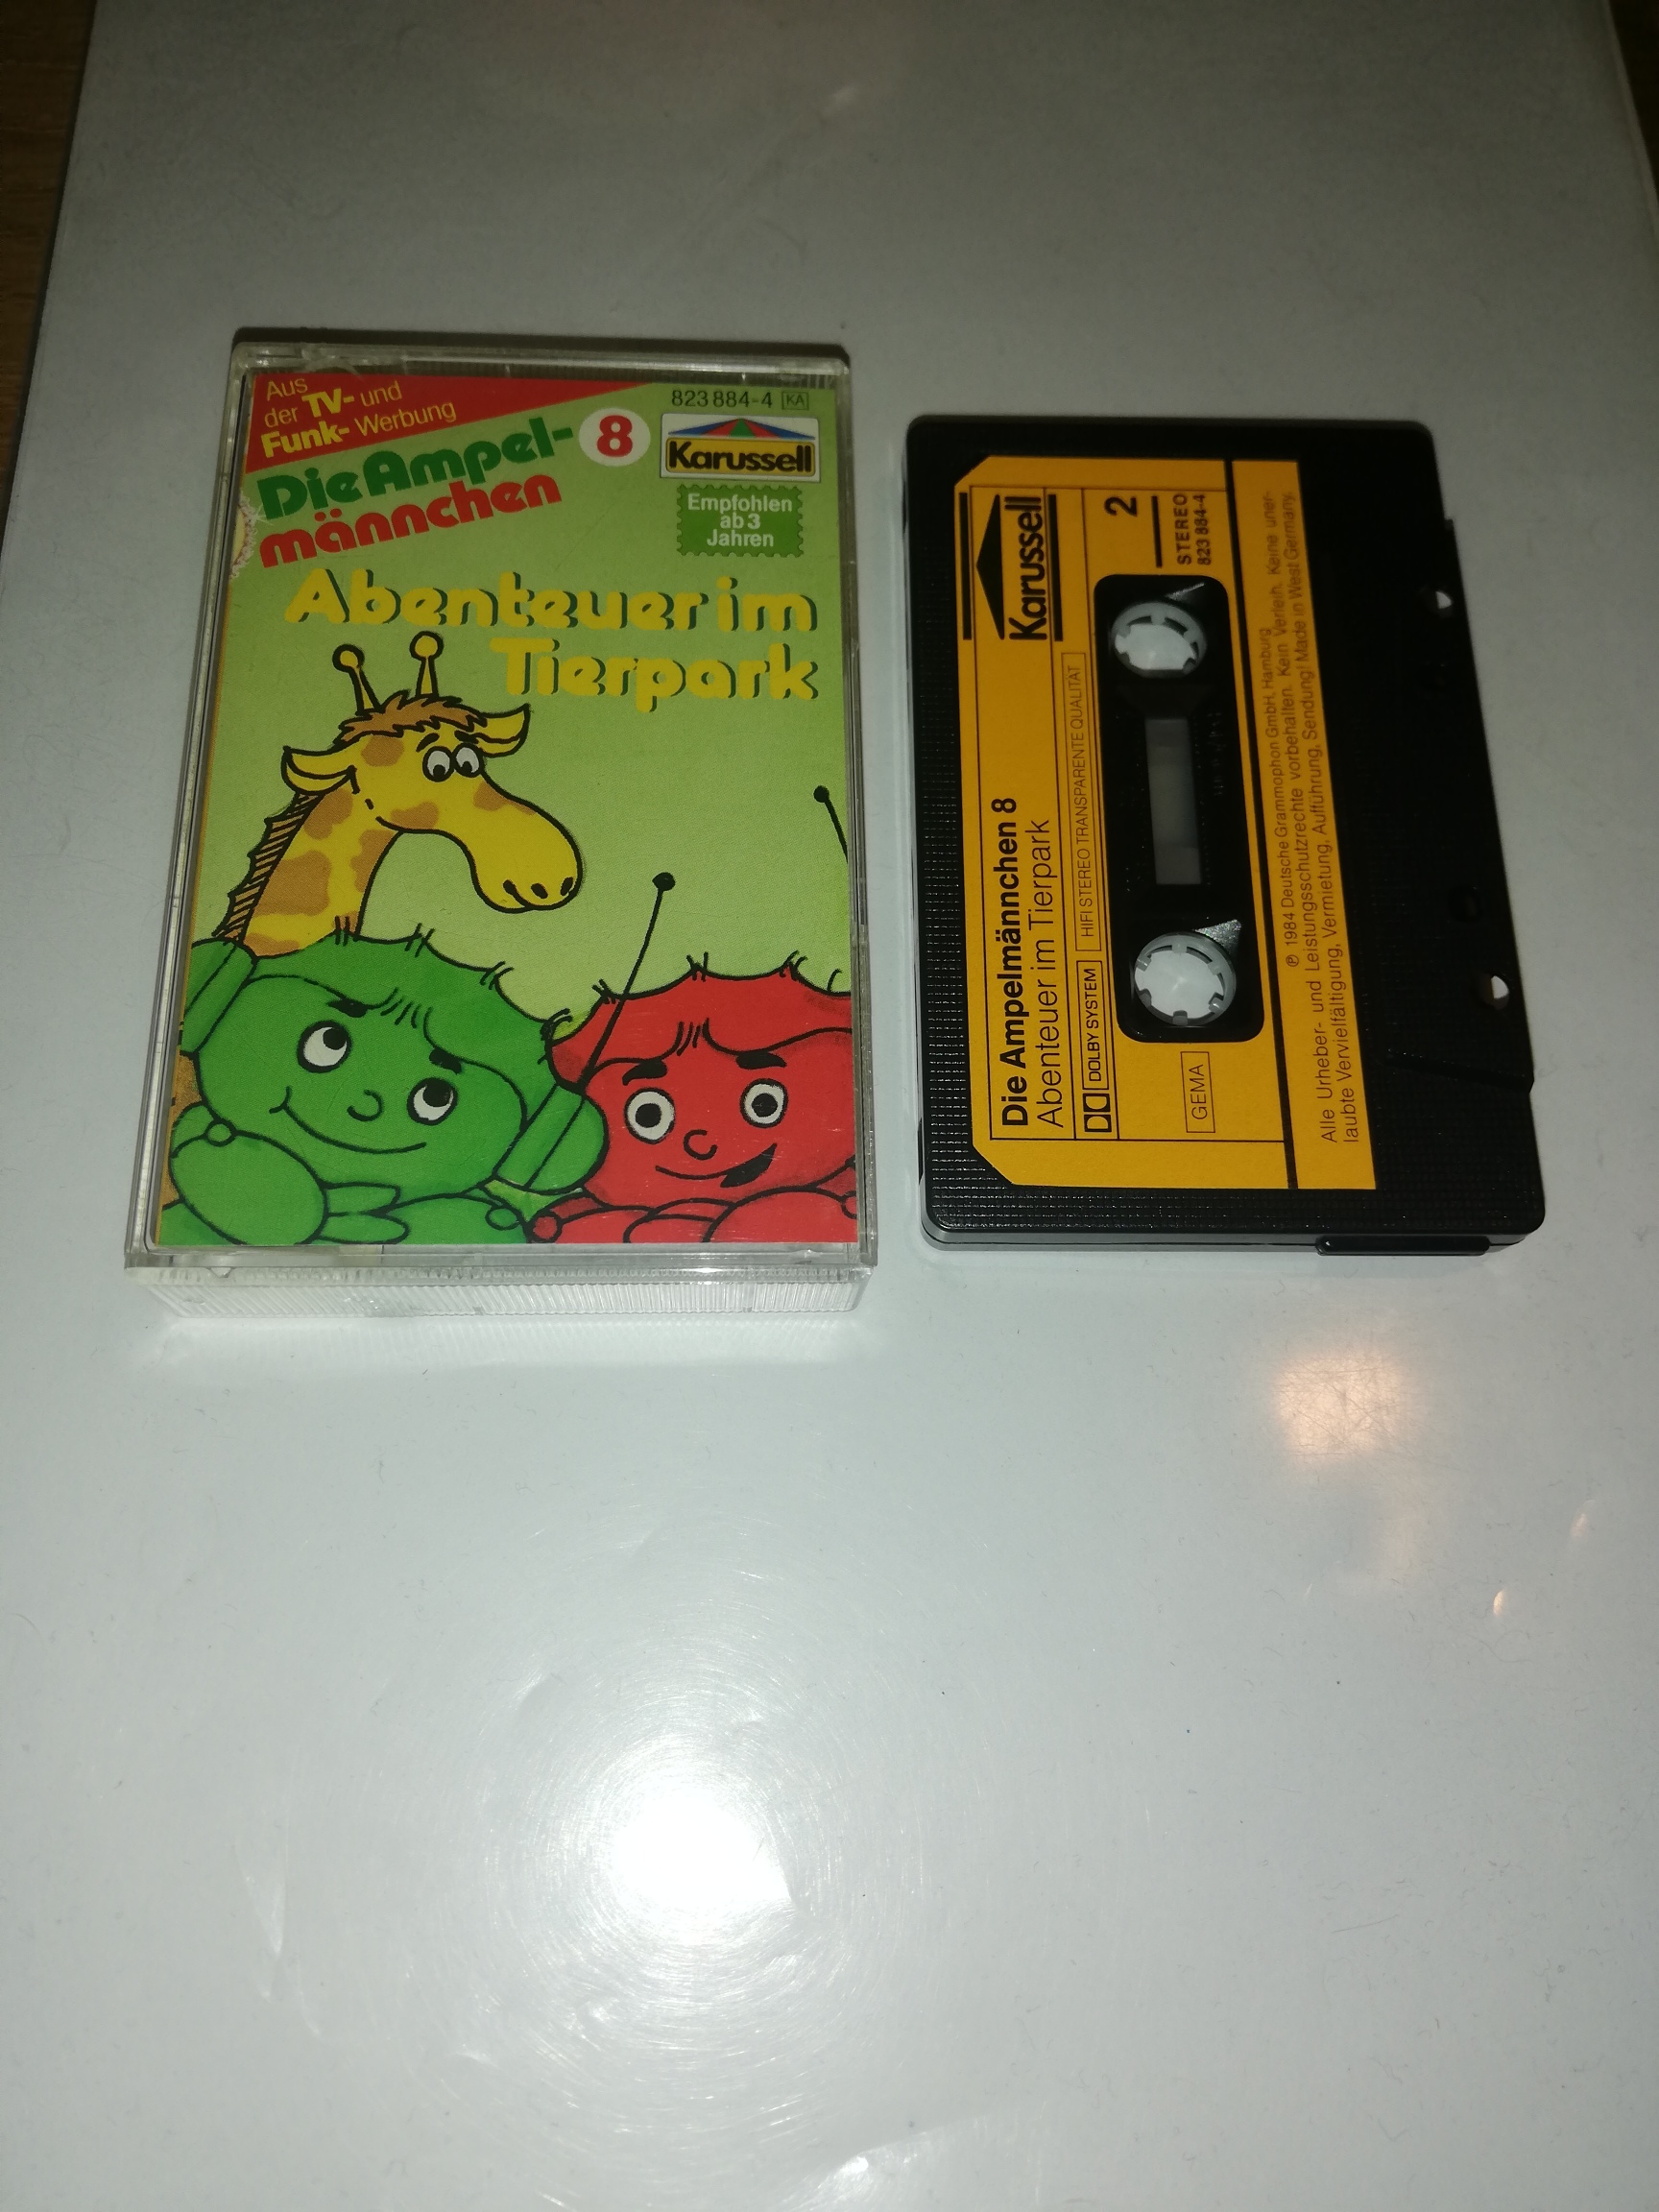 Aus
der TV- und
Funk- Werbung
Die Ampel-
männchen
8
823 884-4 KA
Karussell
Empfohlen
ab 3
Jahren
Abenteuer im
Tierpark
Karussell
Die Ampelmännchen 8
Abenteuer im Tierpark
DOLBY SYSTEM
HIFI STEREO TRANSPARENTE QUALITÄT
2
STEREO
823 884-4
GEMA
℗ 1984 Deutsche Grammophon GmbH, Hamburg
Alle Urheber- und Leistungsschutzrechte vorbehalten. Kein Verleih. Keine uner-
laubte Vervielfältigung, Vermietung, Aufführung, Sendung! Made in West Germany.